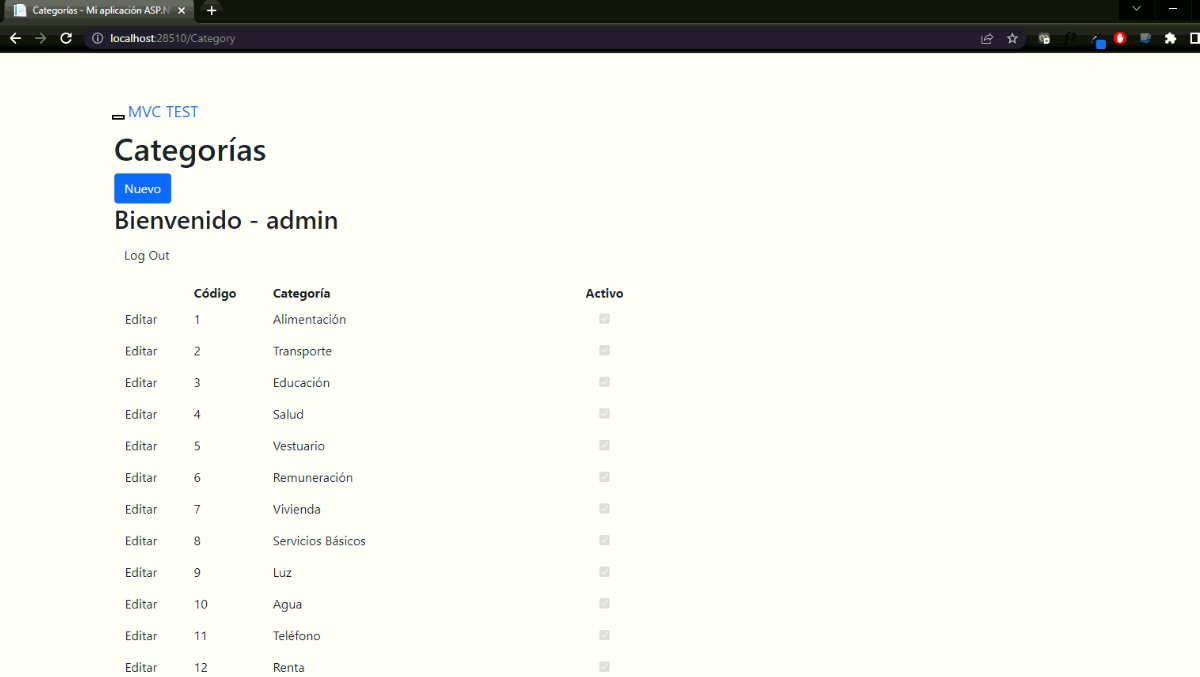 Categorías - Mi aplicación ASP.N
localhost:28510/Category
MVC TEST
Categorías
Nuevo
Bienvenido - admin
Log Out
Código Categoría Activo
Editar 1 Alimentación
Editar 2 Transporte
Editar 3 Educación
Editar 4 Salud
Editar 5 Vestuario
Editar 6 Remuneración
Editar 7 Vivienda
Editar 8 Servicios Básicos
Editar 9 Luz
Editar 10 Agua
Editar 11 Teléfono
Editar 12 Renta